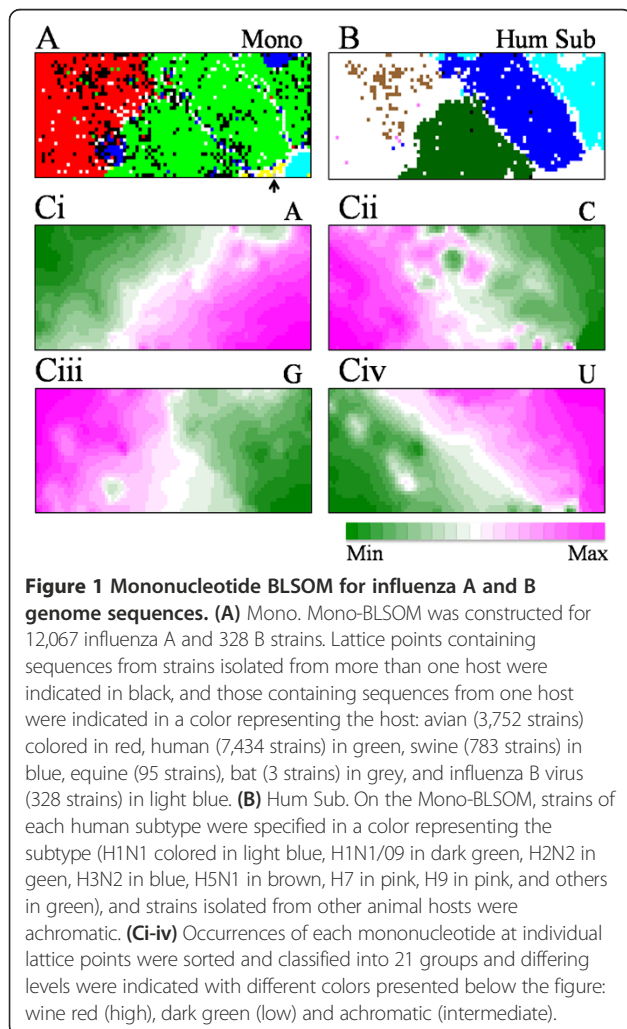 A Mono
B Hum Sub
Ci A
Cii C
Ciii G
Civ U
Min Max
Figure 1 Mononucleotide BLSOM for influenza A and B
genome sequences. (A) Mono. Mono-BLSOM was constructed for
12,067 influenza A and 328 B strains. Lattice points containing
sequences from strains isolated from more than one host were
indicated in black, and those containing sequences from one host
were indicated in a color representing the host: avian (3,752 strains)
colored in red, human (7,434 strains) in green, swine (783 strains) in
blue, equine (95 strains), bat (3 strains) in grey, and influenza B virus
(328 strains) in light blue. (B) Hum Sub. On the Mono-BLSOM, strains of
each human subtype were specified in a color representing the
subtype (H1N1 colored in light blue, H1N1/09 in dark green, H2N2 in
geen, H3N2 in blue, H5N1 in brown, H7 in pink, H9 in pink, and others
in green), and strains isolated from other animal hosts were
achromatic. (Ci-iv) Occurrences of each mononucleotide at individual
lattice points were sorted and classified into 21 groups and differing
levels were indicated with different colors presented below the figure:
wine red (high), dark green (low) and achromatic (intermediate).